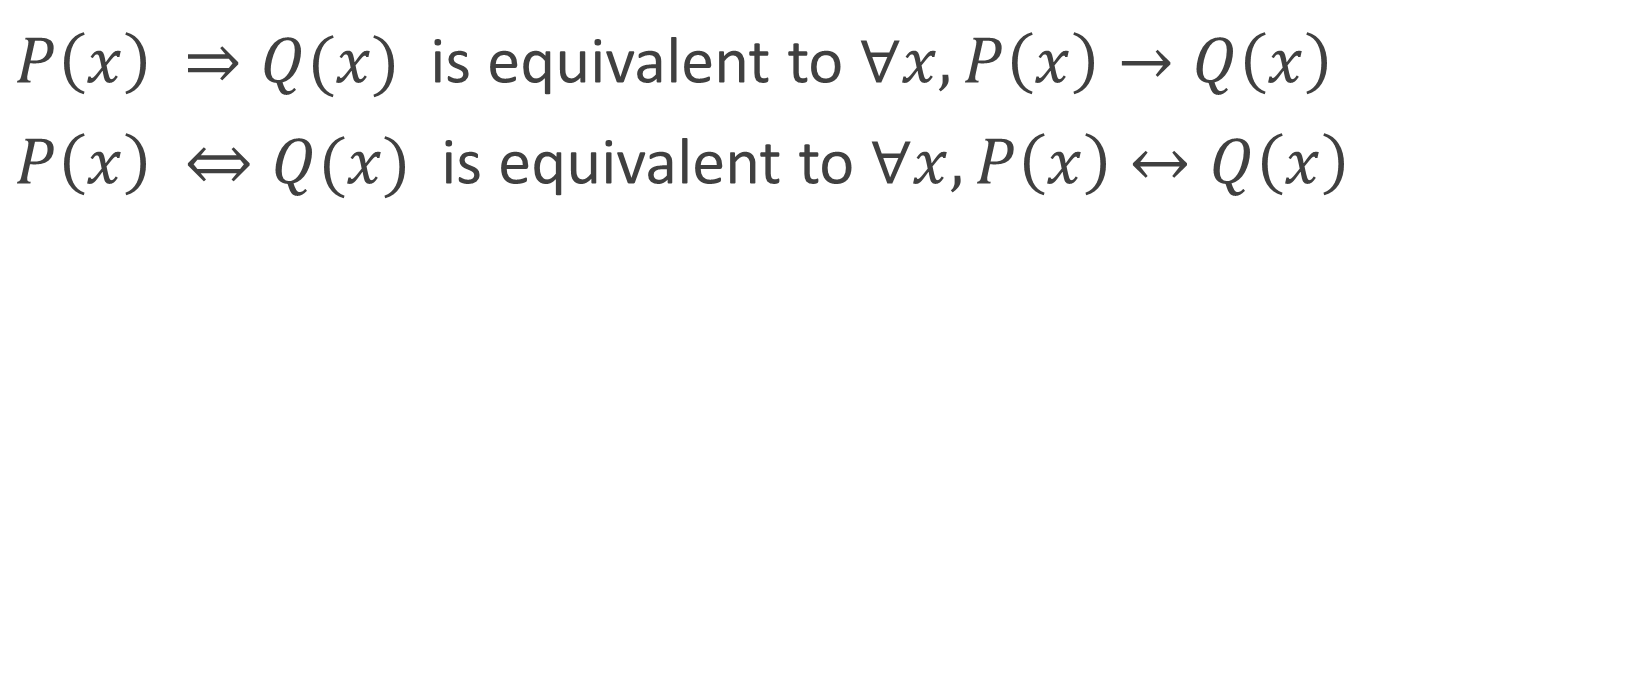 P(x) ⇒ Q(x) is equivalent to ∀x, P(x) → Q(x)
P(x) ⇔ Q(x) is equivalent to ∀x, P(x) ↔ Q(x)